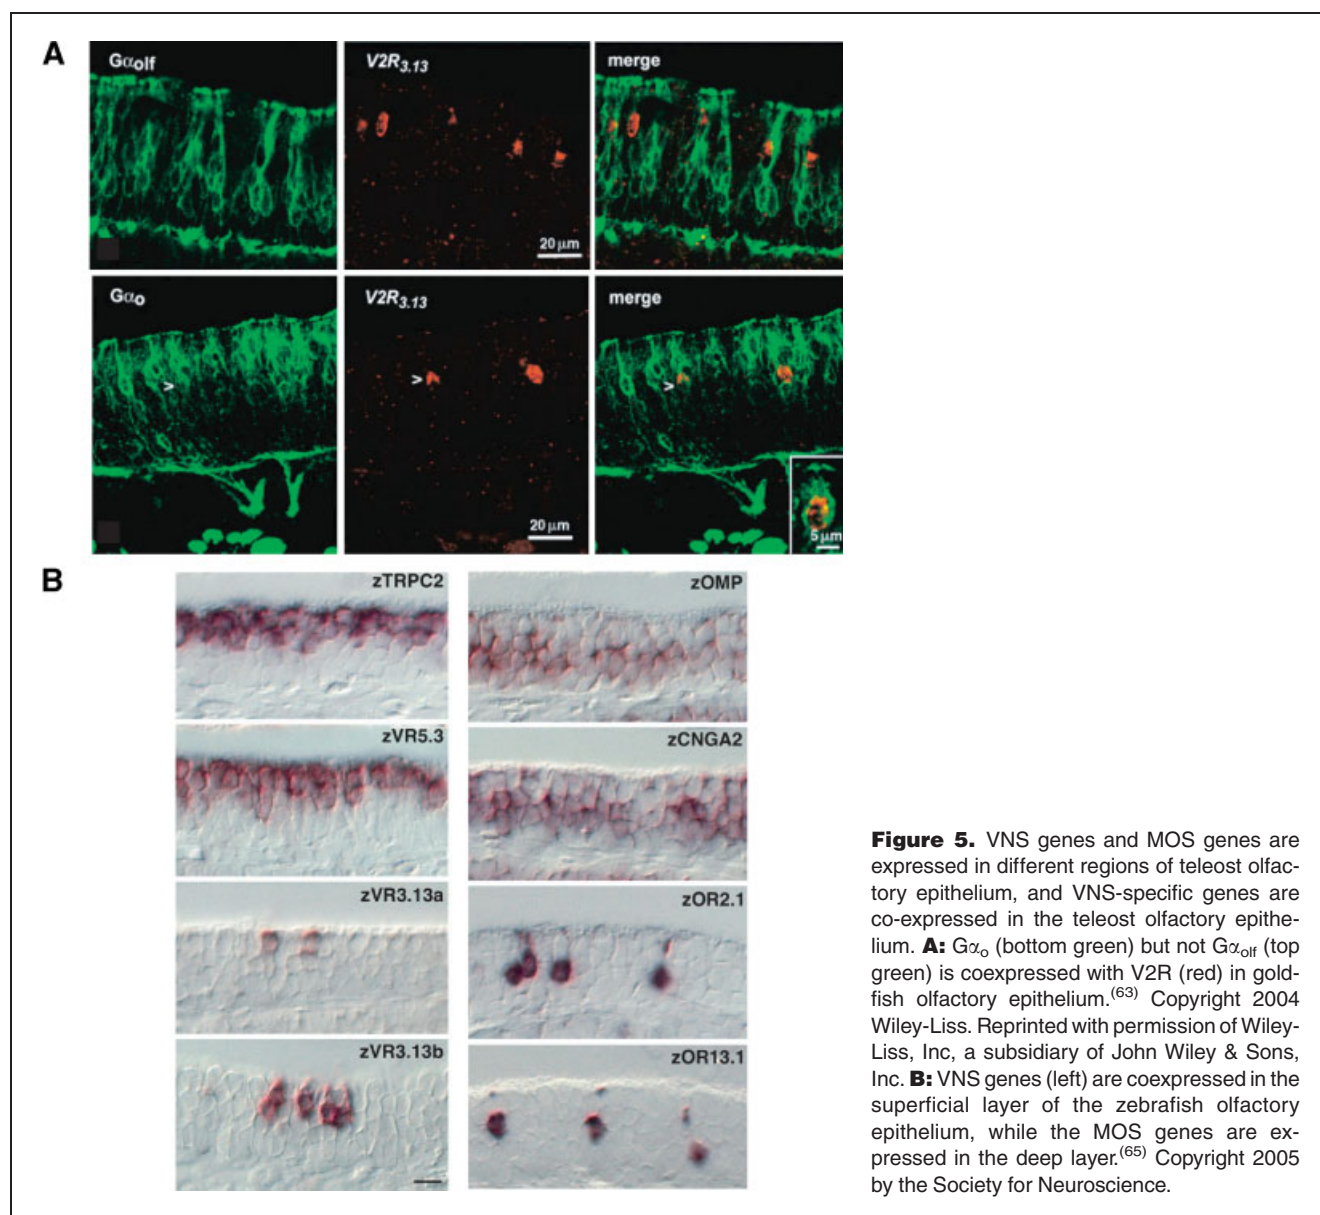 A
Gαolf
V2R3.13
merge
20 μm
Gαo
V2R3.13
merge
>
>
>
20 μm
5 μm
B
zTRPC2
zOMP
zVR5.3
zCNGA2
zVR3.13a
zOR2.1
zVR3.13b
zOR13.1
Figure 5. VNS genes and MOS genes are
expressed in different regions of teleost olfac-
tory epithelium, and VNS-specific genes are
co-expressed in the teleost olfactory epithe-
lium. A: Gαo (bottom green) but not Gαolf (top
green) is coexpressed with V2R (red) in gold-
fish olfactory epithelium.(63) Copyright 2004
Wiley-Liss. Reprinted with permission of Wiley-
Liss, Inc, a subsidiary of John Wiley & Sons,
Inc. B: VNS genes (left) are coexpressed in the
superficial layer of the zebrafish olfactory
epithelium, while the MOS genes are ex-
pressed in the deep layer.(65) Copyright 2005
by the Society for Neuroscience.